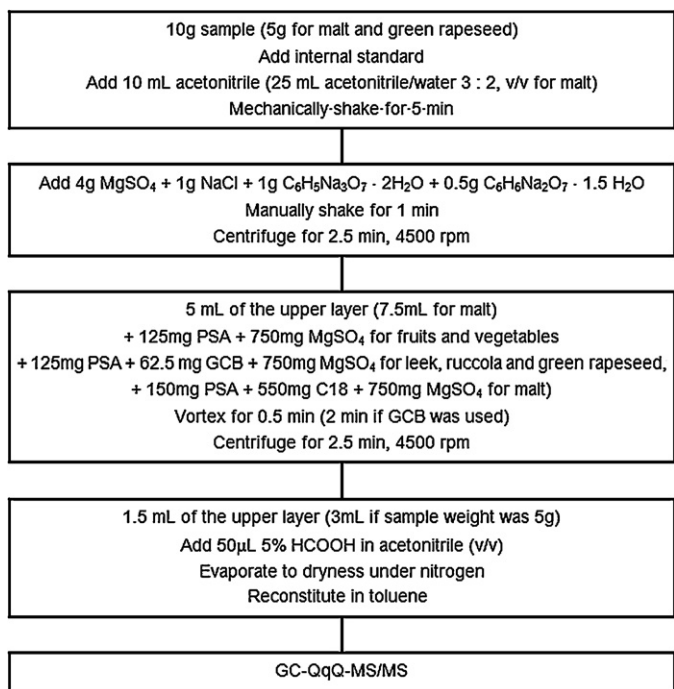 10g sample (5g for malt and green rapeseed)
Add internal standard
Add 10 mL acetonitrile (25 mL acetonitrile/water 3 : 2, v/v for malt)
Mechanically-shake-for-5-min
Add 4g MgSO₄ + 1g NaCl + 1g C₆H₅Na₃O₇ · 2H₂O + 0.5g C₆H₆Na₂O₇ · 1.5 H₂O
Manually shake for 1 min
Centrifuge for 2.5 min, 4500 rpm
5 mL of the upper layer (7.5mL for malt)
+ 125mg PSA + 750mg MgSO₄ for fruits and vegetables
+ 125mg PSA + 62.5 mg GCB + 750mg MgSO₄ for leek, ruccola and green rapeseed,
+ 150mg PSA + 550mg C18 + 750mg MgSO₄ for malt)
Vortex for 0.5 min (2 min if GCB was used)
Centrifuge for 2.5 min, 4500 rpm
1.5 mL of the upper layer (3mL if sample weight was 5g)
Add 50µL 5% HCOOH in acetonitrile (v/v)
Evaporate to dryness under nitrogen
Reconstitute in toluene
GC-QqQ-MS/MS